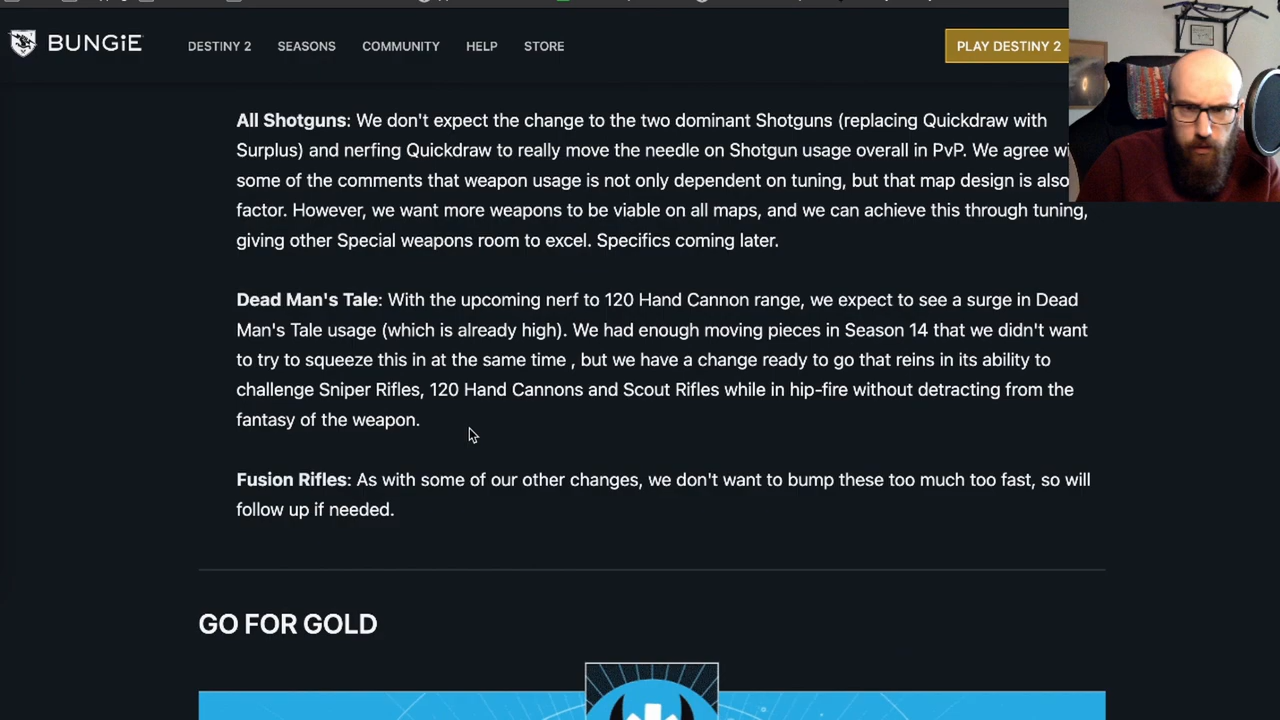 BUNGiE
DESTINY 2 SEASONS COMMUNITY HELP STORE
PLAY DESTINY 2
All Shotguns: We don't expect the change to the two dominant Shotguns (replacing Quickdraw with
Surplus) and nerfing Quickdraw to really move the needle on Shotgun usage overall in PvP. We agree
some of the comments that weapon usage is not only dependent on tuning, but that map design is also
factor. However, we want more weapons to be viable on all maps, and we can achieve this through tuning,
giving other Special weapons room to excel. Specifics coming later.
Dead Man's Tale: With the upcoming nerf to 120 Hand Cannon range, we expect to see a surge in Dead
Man's Tale usage (which is already high). We had enough moving pieces in Season 14 that we didn't want
to try to squeeze this in at the same time , but we have a change ready to go that reins in its ability to
challenge Sniper Rifles, 120 Hand Cannons and Scout Rifles while in hip-fire without detracting from the
fantasy of the weapon.
Fusion Rifles: As with some of our other changes, we don't want to bump these too much too fast, so will
follow up if needed.
GO FOR GOLD